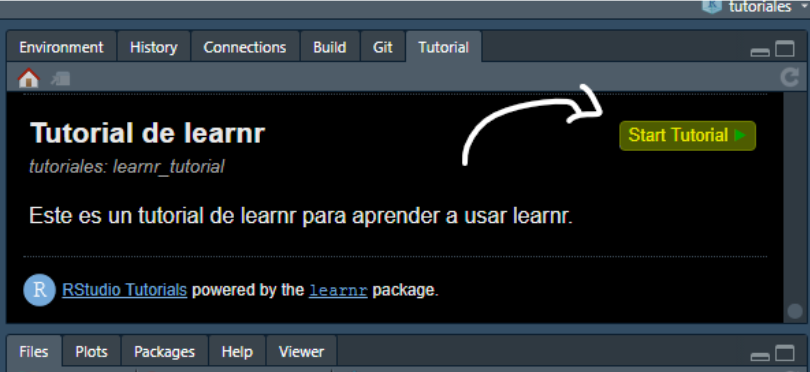 tutoriales
Environment History Connections Build Git Tutorial
Tutorial de learnr
Start Tutorial
tutoriales: learnr_tutorial
Este es un tutorial de learnr para aprender a usar learnr.
R RStudio Tutorials powered by the learnr package.
Files Plots Packages Help Viewer